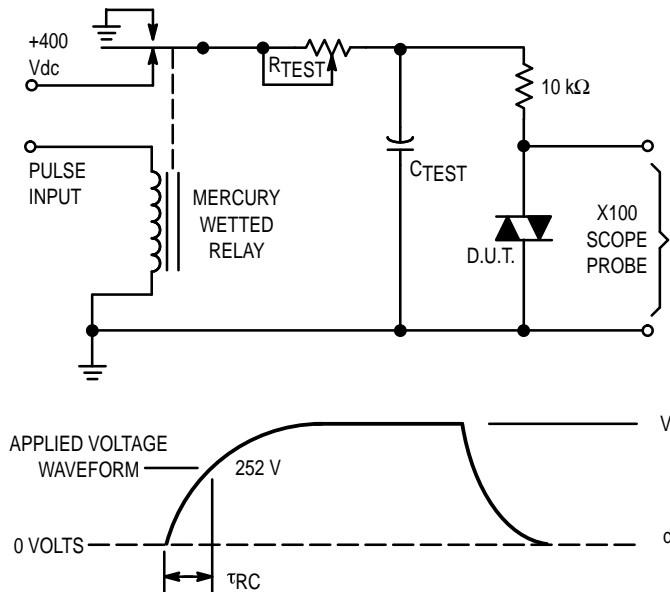 +400
Vdc
RTEST
10 kΩ
PULSE
INPUT
MERCURY
WETTED
RELAY
CTEST
D.U.T.
X100
SCOPE
PROBE
APPLIED VOLTAGE
WAVEFORM
252 V
V
0 VOLTS
τRC